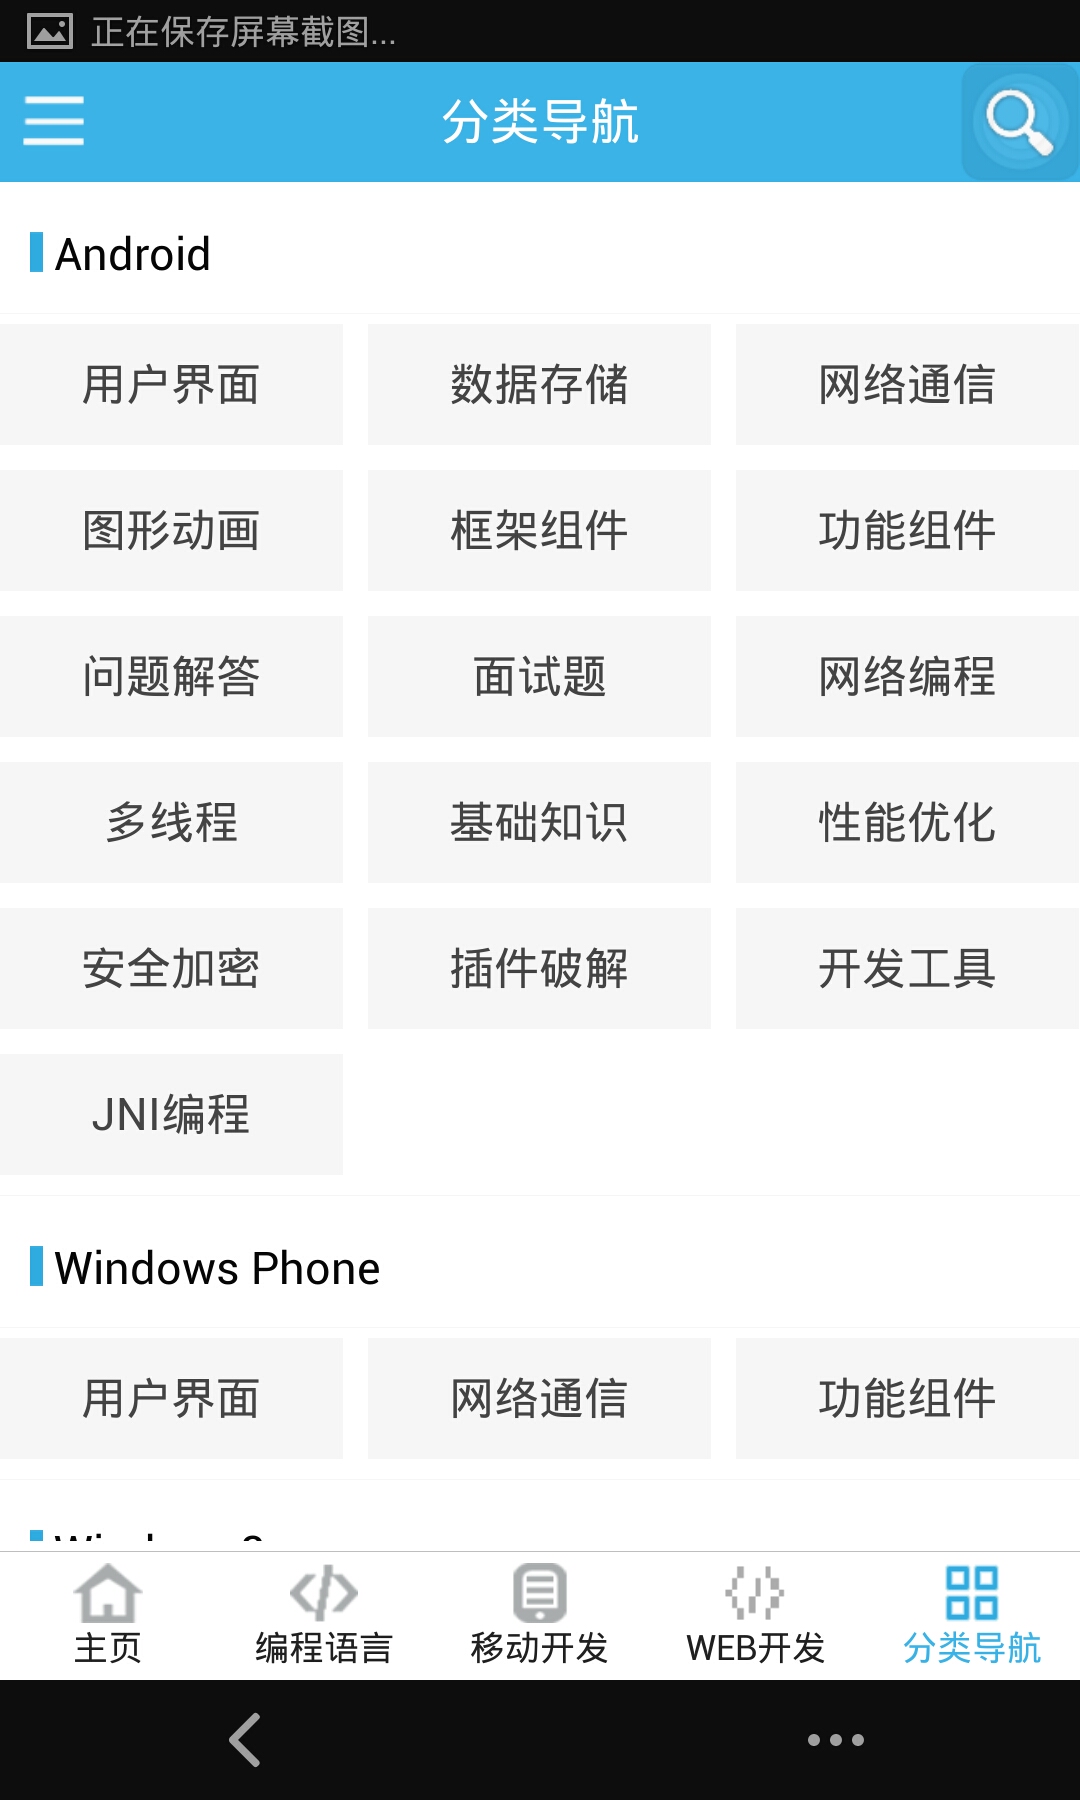 正在保存屏幕截图...
分类导航
Android
用户界面 数据存储 网络通信
图形动画 框架组件 功能组件
问题解答 面试题 网络编程
多线程 基础知识 性能优化
安全加密 插件破解 开发工具
JNI编程
Windows Phone
用户界面 网络通信 功能组件
主页 编程语言 移动开发 WEB开发 分类导航